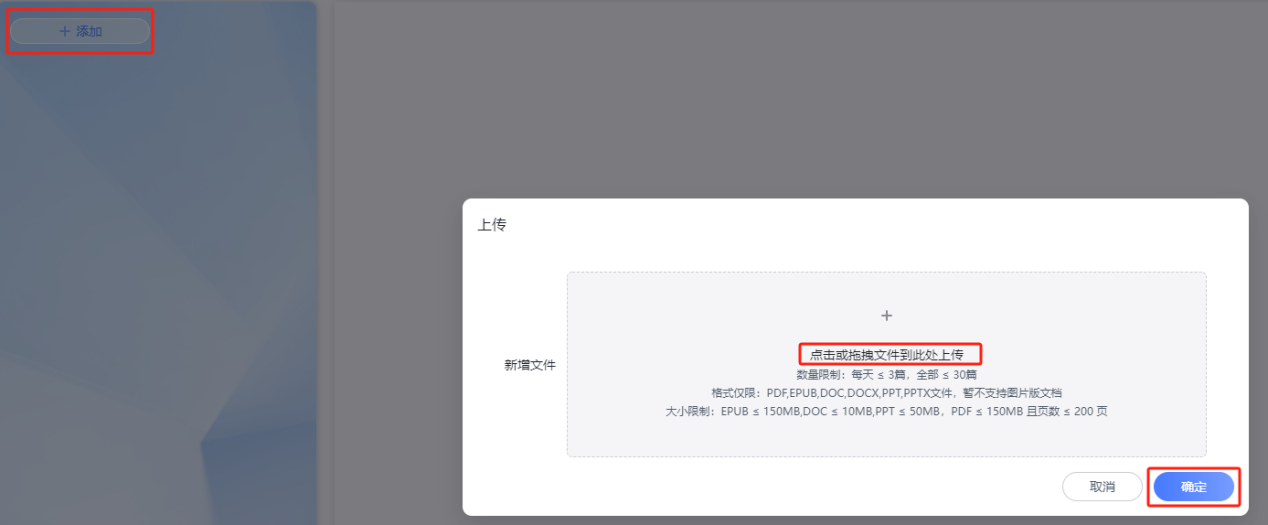 + 添加
上传
+
新增文件
点击或拖拽文件到此处上传
数量限制：每天 ≤ 3篇，全部 ≤ 30篇
格式仅限：PDF,EPUB,DOC,DOCX,PPT,PPTX文件，暂不支持图片版文档
大小限制：EPUB ≤ 150MB,DOC ≤ 10MB,PPT ≤ 50MB，PDF ≤ 150MB 且页数 ≤ 200 页
取消
确定